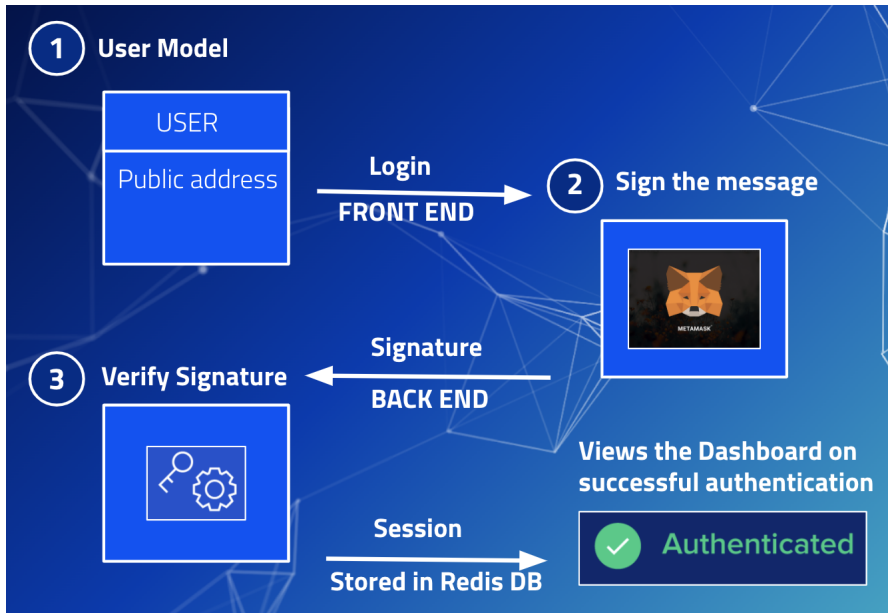 1 User Model
USER
Public address
Login
FRONT END
2 Sign the message
METAMASK
Signature
BACK END
3 Verify Signature
Session
Stored in Redis DB
Views the Dashboard on
successful authentication
Authenticated